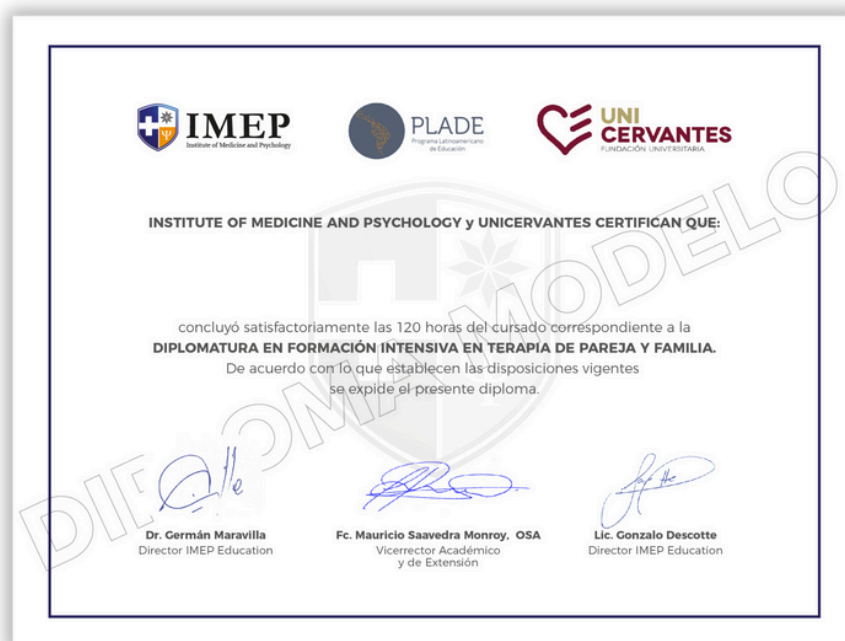 IMEP
Institute of Medicine and Psychology
PLADE
Programa Latinoamericano
de Educación
UNI
CERVANTES
FUNDACIÓN UNIVERSITARIA
INSTITUTE OF MEDICINE AND PSYCHOLOGY y UNICERVANTES CERTIFICAN QUE:
concluyó satisfactoriamente las 120 horas del cursado correspondiente a la
DIPLOMATURA EN FORMACIÓN INTENSIVA EN TERAPIA DE PAREJA Y FAMILIA.
De acuerdo con lo que establecen las disposiciones vigentes
se expide el presente diploma.
DIPLOMA MODELO
Dr. Germán Maravilla
Director IMEP Education
Fc. Mauricio Saavedra Monroy, OSA
Vicerrector Académico
y de Extensión
Lic. Gonzalo Descotte
Director IMEP Education